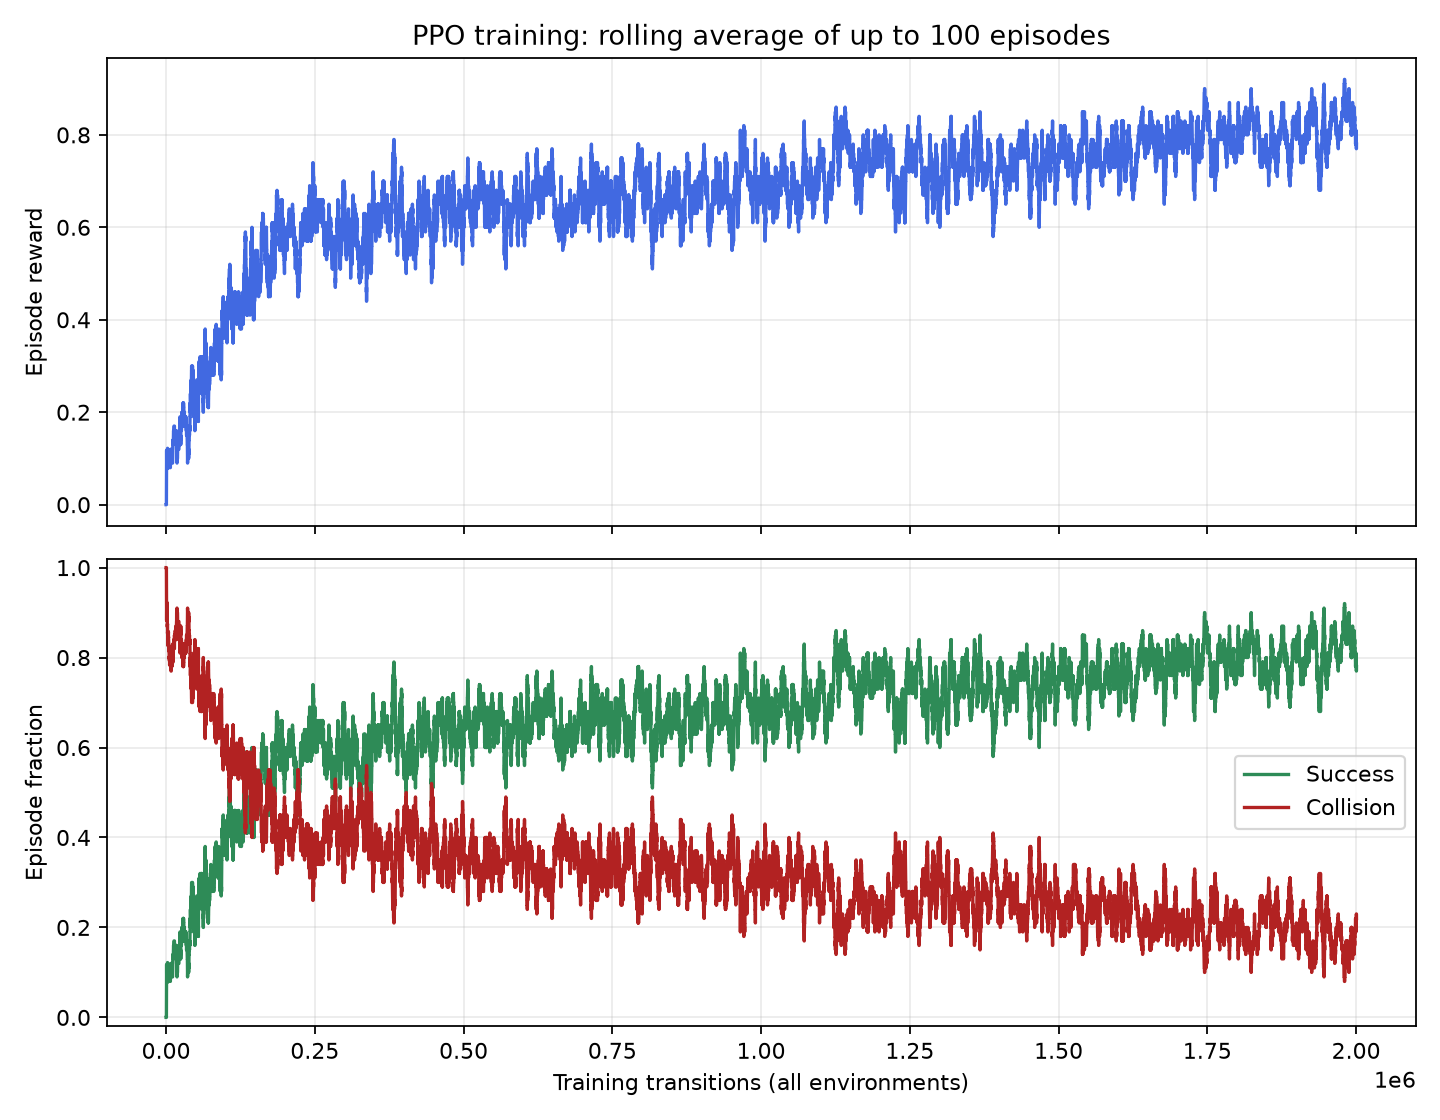 PPO training: rolling average of up to 100 episodes
Episode reward
0.8
0.6
0.4
0.2
0.0
Episode fraction
1.0
0.8
0.6
0.4
0.2
0.0
Success
Collision
0.00 0.25 0.50 0.75 1.00 1.25 1.50 1.75 2.00
1e6
Training transitions (all environments)